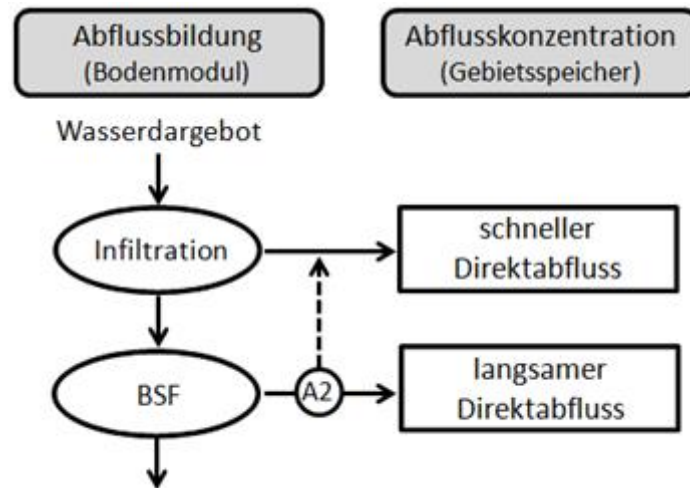 Abflussbildung
(Bodenmodul)
Abflusskonzentration
(Gebietsspeicher)
Wasserdargebot
Infiltration
schneller
Direktabfluss
BSF
A2
langsamer
Direktabfluss